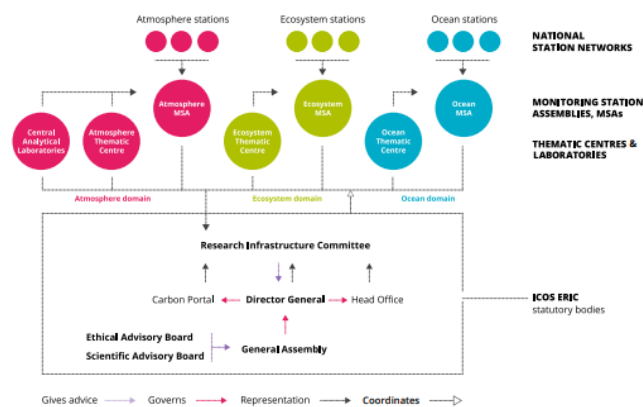 Atmosphere stations
Ecosystem stations
Ocean stations
NATIONAL
STATION NETWORKS
Atmosphere
MSA
Ecosystem
MSA
Ocean
MSA
MONITORING STATION
ASSEMBLIES, MSAs
Central
Analytical
Laboratories
Atmosphere
Thematic
Centre
Ecosystem
Thematic
Centre
Ocean
Thematic
Centre
THEMATIC CENTRES &
LABORATORIES
Atmosphere domain
Ecosystem domain
Ocean domain
Research Infrastructure Committee
Carbon Portal
Director General
Head Office
ICOS ERIC
statutory bodies
Ethical Advisory Board
Scientific Advisory Board
General Assembly
Gives advice
Governs
Representation
Coordinates